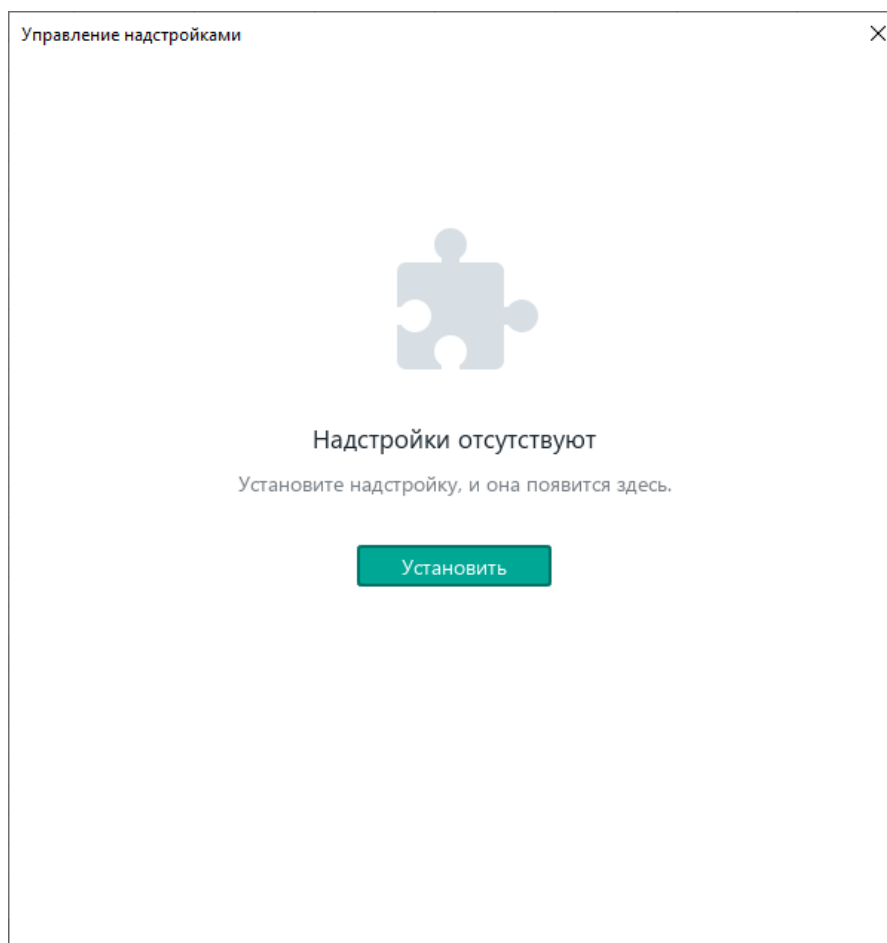 Управление надстройками
Надстройки отсутствуют
Установите надстройку, и она появится здесь.
Установить